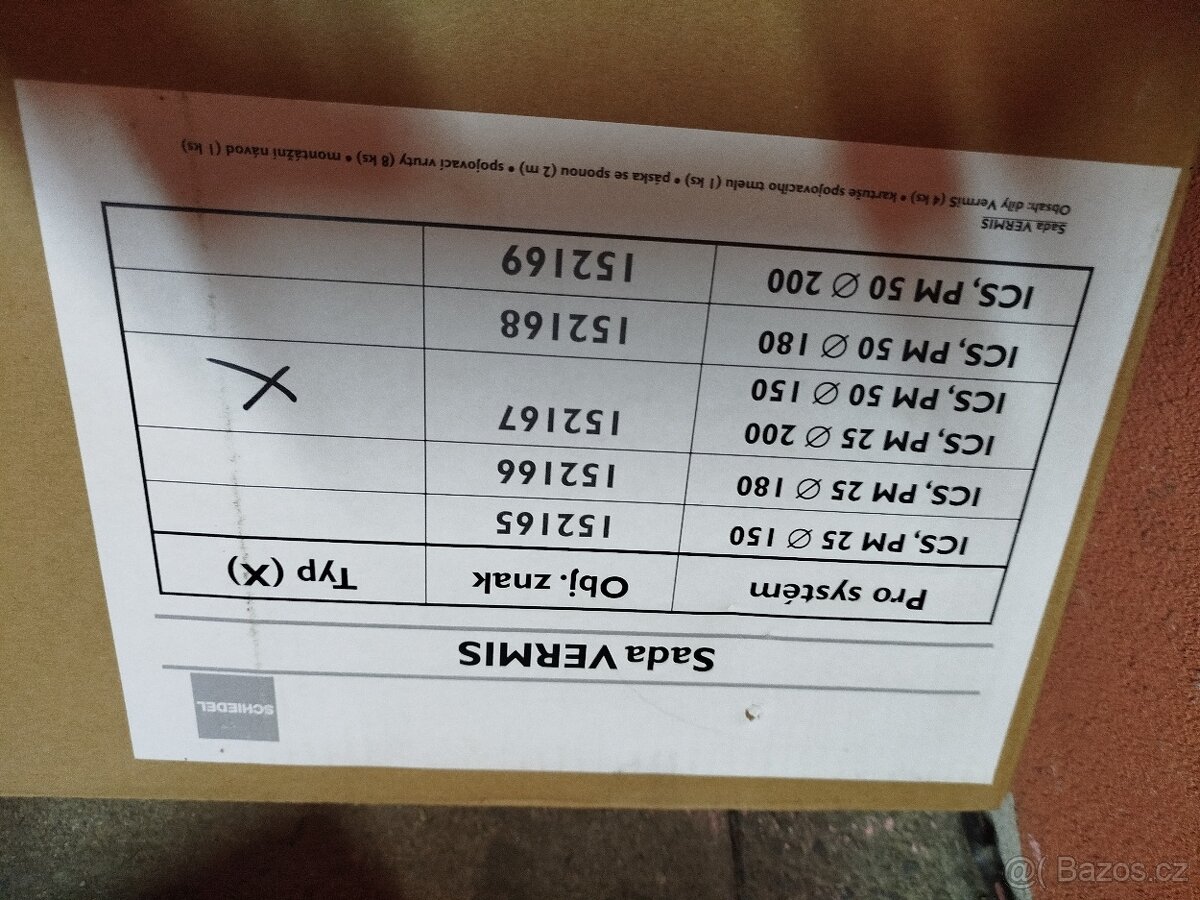 SCHIEDEL
Sada VERMIS
Pro systém Obj. znak Typ (X)
ICS, PM 25 Ø 150 152165
ICS, PM 25 Ø 180 152166
ICS, PM 25 Ø 200 152167 X
ICS, PM 50 Ø 150
ICS, PM 50 Ø 180 152168
ICS, PM 50 Ø 200 152169
Sada VERMIS
Obsah: díly VermiS (4 ks) • kartuše spojovacího tmelu (1 ks) • páska se sponou (2 m) • spojovací vruty (8 ks) • montážní návod (1 ks)
@( Bazos.cz